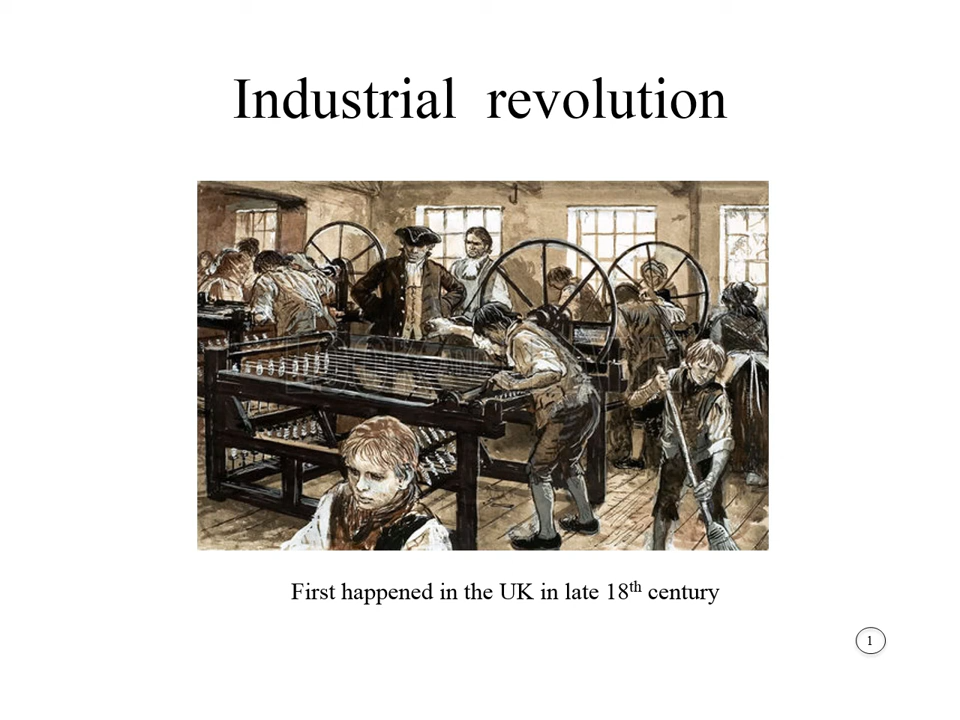 Industrial revolution
First happened in the UK in late 18th century
1